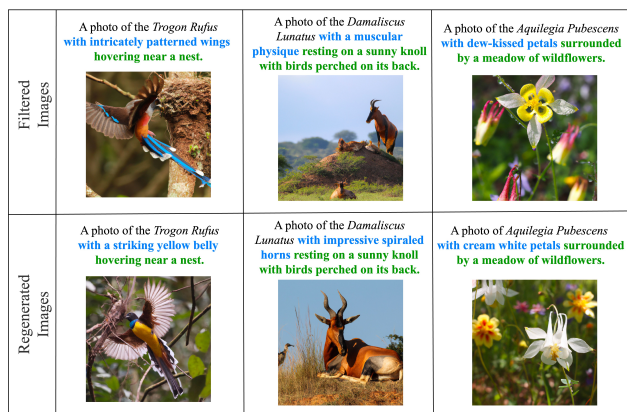 Filtered
Images
A photo of the Trogon Rufus
with intricately patterned wings
hovering near a nest.
A photo of the Damaliscus
Lunatus with a muscular
physique resting on a sunny knoll
with birds perched on its back.
A photo of the Aquilegia Pubescens
with dew-kissed petals surrounded
by a meadow of wildflowers.
Regenerated
Images
A photo of the Trogon Rufus
with a striking yellow belly
hovering near a nest.
A photo of the Damaliscus
Lunatus with impressive spiraled
horns resting on a sunny knoll
with birds perched on its back.
A photo of Aquilegia Pubescens
with cream white petals surrounded
by a meadow of wildflowers.